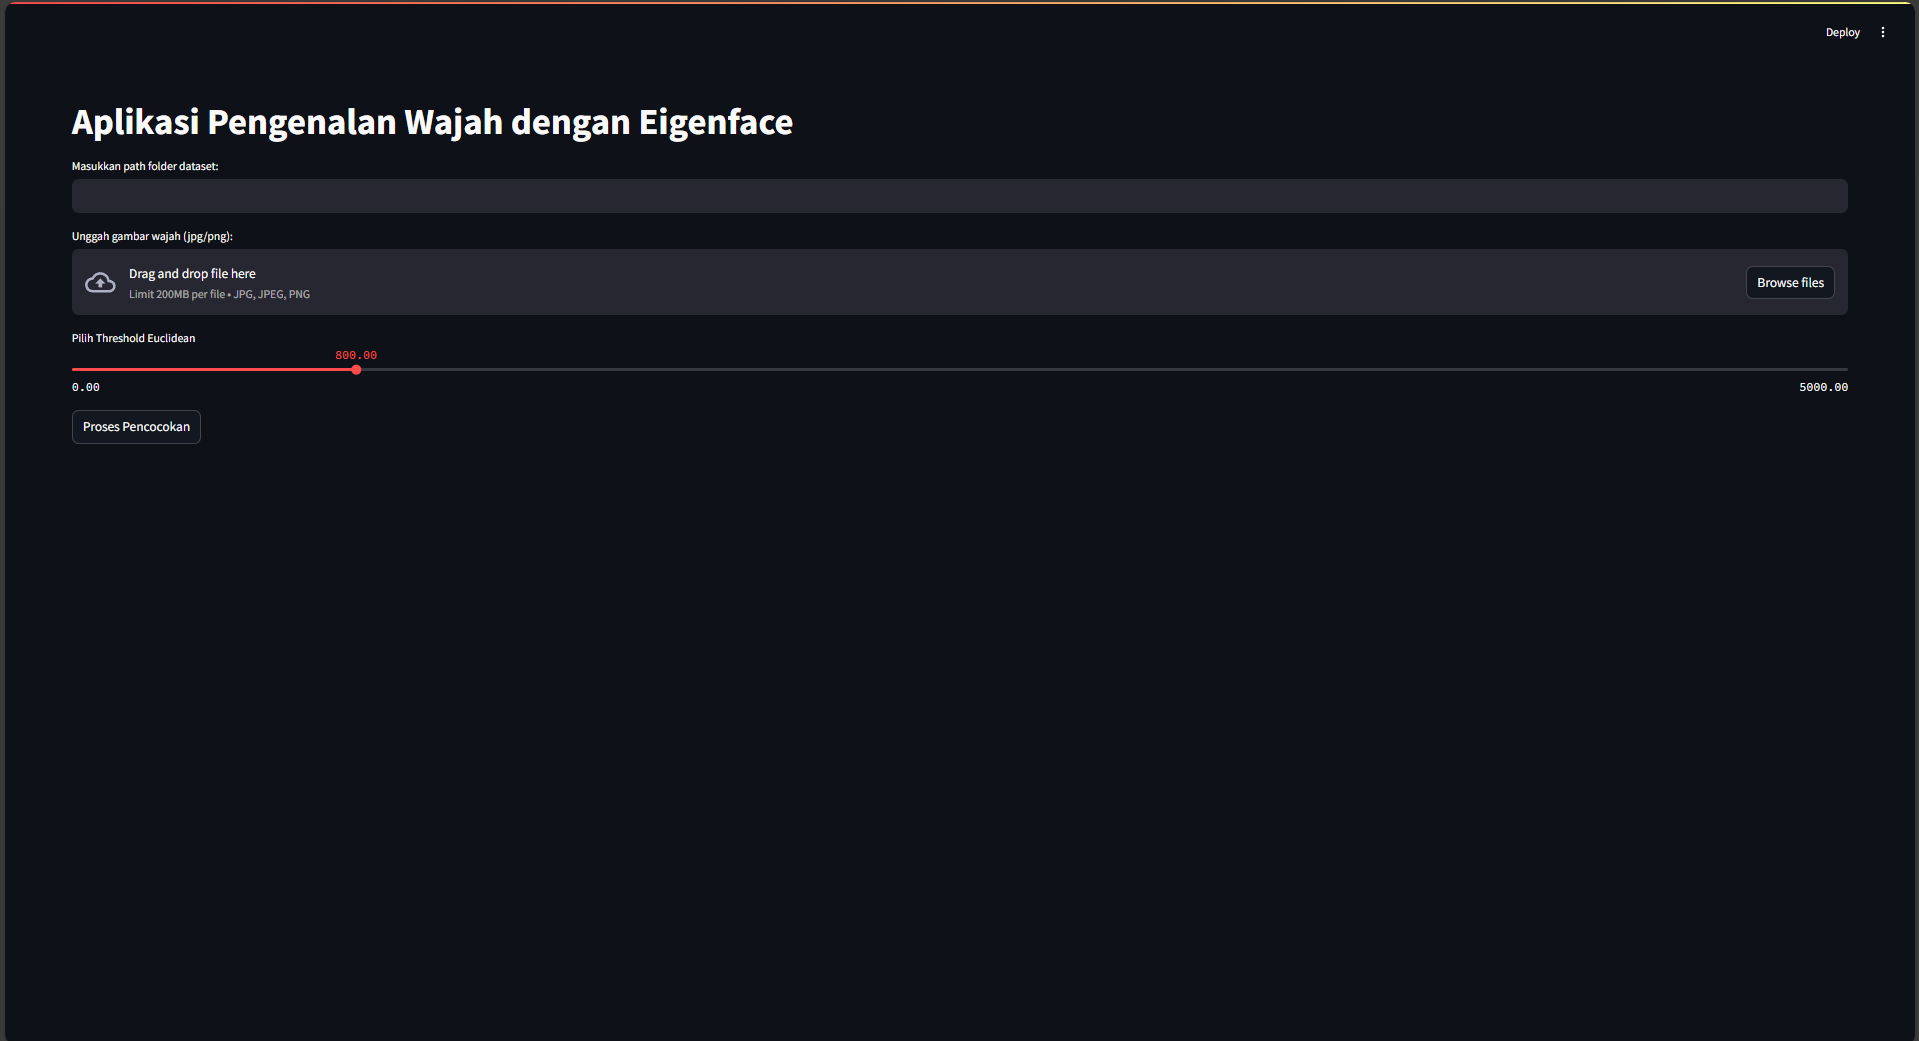 Deploy
Aplikasi Pengenalan Wajah dengan Eigenface
Masukkan path folder dataset:
Unggah gambar wajah (jpg/png):
Drag and drop file here
Limit 200MB per file • JPG, JPEG, PNG
Browse files
Pilih Threshold Euclidean
800.00
0.00
5000.00
Proses Pencocokan